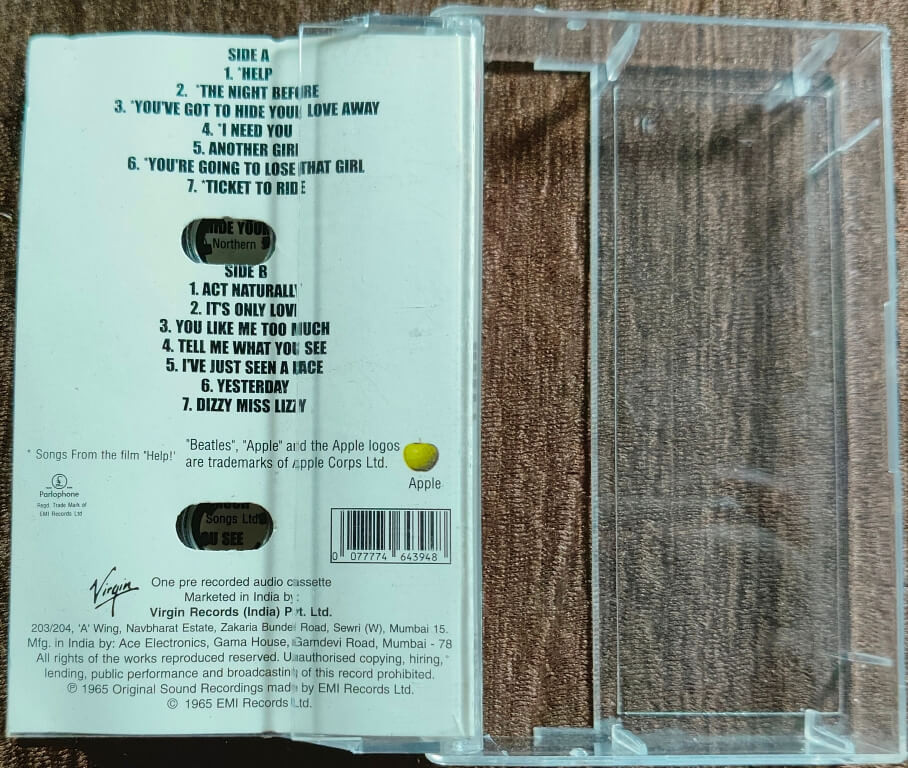 SIDE A
1. *HELP
2. *THE NIGHT BEFORE
3. *YOU'VE GOT TO HIDE YOUR LOVE AWAY
4. *I NEED YOU
5. ANOTHER GIRL
6. *YOU'RE GOING TO LOSE THAT GIRL
7. *TICKET TO RIDE
HIDE YOUR
Northern S
SIDE B
1. ACT NATURALLY
2. IT'S ONLY LOVE
3. YOU LIKE ME TOO MUCH
4. TELL ME WHAT YOU SEE
5. I'VE JUST SEEN A FACE
6. YESTERDAY
7. DIZZY MISS LIZZY
* Songs From the film "Help!'
"Beatles", "Apple" and the Apple logos
are trademarks of Apple Corps Ltd.
Apple
Parlophone
Regd. Trade Mark of
EMI Records Ltd
Songs Ltd
OU SEE
0 077774 643948
Virgin
One pre recorded audio cassette
Marketed in India by :
Virgin Records (India) Pvt. Ltd.
203/204, 'A' Wing, Navbharat Estate, Zakaria Bunder Road, Sewri (W), Mumbai 15.
Mfg. in India by: Ace Electronics, Gama House, Gamdevi Road, Mumbai - 78
All rights of the works reproduced reserved. Unauthorised copying, hiring,
lending, public performance and broadcasting of this record prohibited.
℗ 1965 Original Sound Recordings made by EMI Records Ltd.
© 1965 EMI Records Ltd.